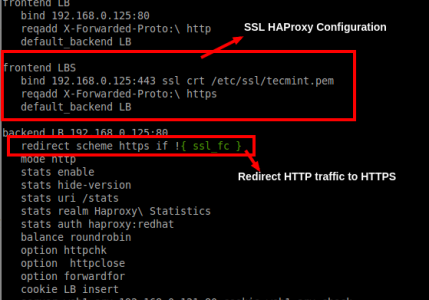 frontend LB
bind 192.168.0.125:80
reqadd X-Forwarded-Proto:\ http
default_backend LB
SSL HAProxy Configuration
frontend LBS
bind 192.168.0.125:443 ssl crt /etc/ssl/tecmint.pem
reqadd X-Forwarded-Proto:\ https
default_backend LB
backend LB 192.168.0.125:80
redirect scheme https if !{ ssl_fc }
mode http
Redirect HTTP traffic to HTTPS
stats enable
stats hide-version
stats uri /stats
stats realm Haproxy\ Statistics
stats auth haproxy:redhat
balance roundrobin
option httpchk
option  httpclose
option forwardfor
cookie LB insert